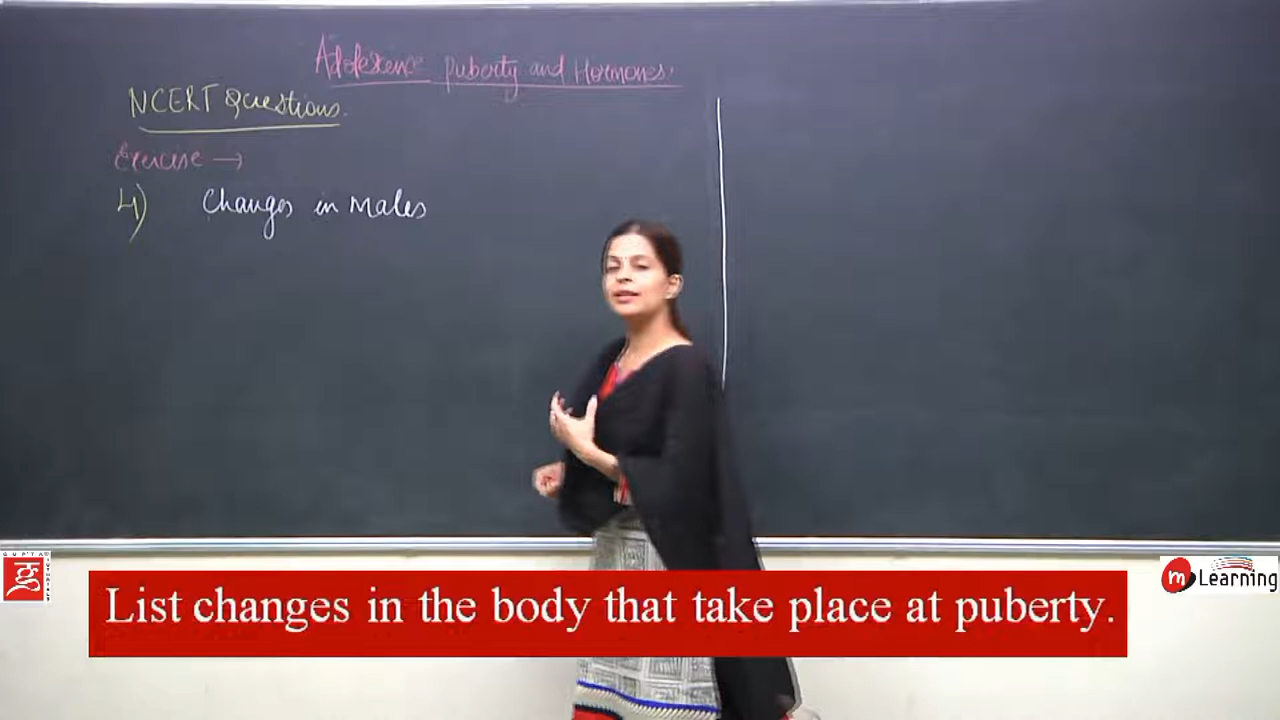 Adolescence puberty and Hormones.
NCERT Questions.
Exercise →
4) Changes in Males
GUPTA
m Learning
List changes in the body that take place at puberty.